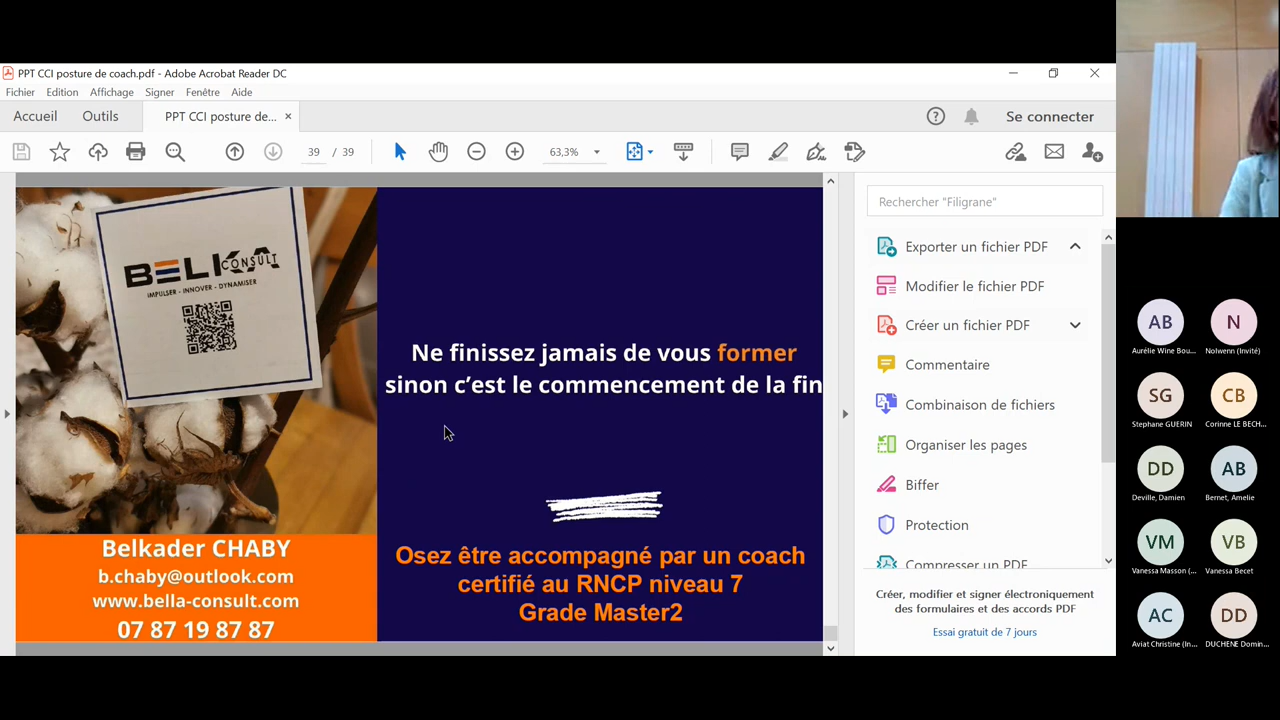 PPT CCI posture de coach.pdf - Adobe Acrobat Reader DC
Fichier Edition Affichage Signer Fenêtre Aide
Accueil Outils PPT CCI posture de... × ? Se connecter
39 / 39 63,3%
BELKA
CONSULT
IMPULSER - INNOVER - DYNAMISER
Belkader CHABY
b.chaby@outlook.com
www.bella-consult.com
07 87 19 87 87
Ne finissez jamais de vous former
sinon c’est le commencement de la fin
Osez être accompagné par un coach
certifié au RNCP niveau 7
Grade Master2
Rechercher "Filigrane"
Exporter un fichier PDF
Modifier le fichier PDF
Créer un fichier PDF
Commentaire
Combinaison de fichiers
Organiser les pages
Biffer
Protection
Compresser un PDF
Créer, modifier et signer électroniquement
des formulaires et des accords PDF
Essai gratuit de 7 jours
AB N
Aurélie Wine Bou... Nolwenn (Invité)
SG CB
Stephane GUERIN Corinne LE BECH...
DD AB
Deville, Damien Bernet, Amelie
VM VB
Vanessa Masson (... Vanessa Becet
AC DD
Aviat Christine (In... DUCHENE Domin...